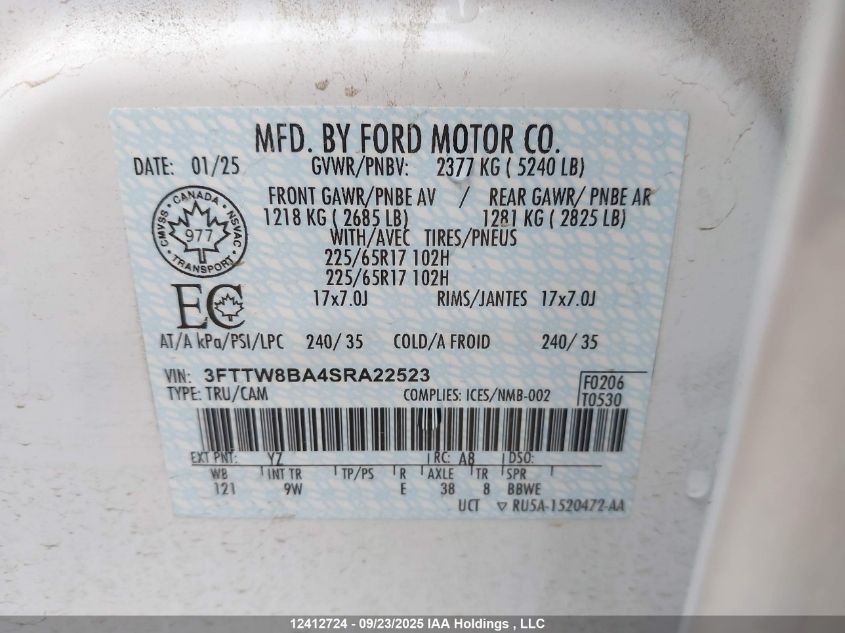 MFD. BY FORD MOTOR CO.
DATE: 01/25 GVWR/PNBV: 2377 KG ( 5240 LB)
FRONT GAWR/PNBE AV / REAR GAWR/ PNBE AR
1218 KG ( 2685 LB) 1281 KG ( 2825 LB)
WITH/AVEC TIRES/PNEUS
225/65R17 102H
225/65R17 102H
17x7.0J RIMS/JANTES 17x7.0J
CANADA
CMVSS NSVAC
977
TRANSPORT
EC
AT/A kPa/PSI/LPC 240/ 35 COLD/A FROID 240/ 35
VIN: 3FTTW8BA4SRA22523
F0206
TYPE: TRU/CAM COMPLIES: ICES/NMB-002
T0530
EXT PNT: YZ RC: A8 DSO:
WB INT TR TP/PS R AXLE TR SPR
121 9W E 38 8 BBWE
UCT ▽ RU5A-1520472-AA
12412724 - 09/23/2025 IAA Holdings , LLC